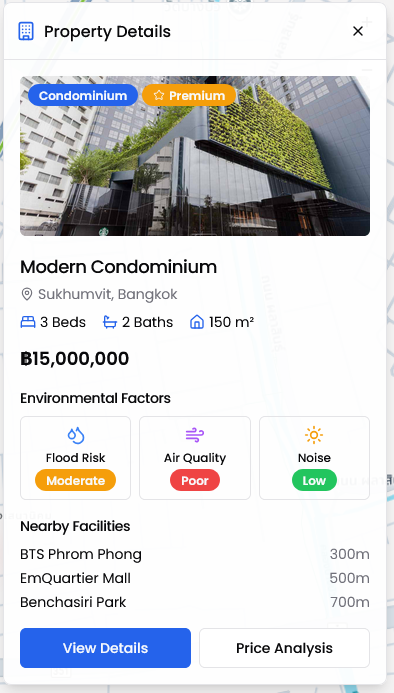 Property Details
Condominium Premium
Modern Condominium
Sukhumvit, Bangkok
3 Beds 2 Baths 150 m²
฿15,000,000
Environmental Factors
Flood Risk Air Quality Noise
Moderate Poor Low
Nearby Facilities
BTS Phrom Phong 300m
EmQuartier Mall 500m
Benchasiri Park 700m
View Details Price Analysis